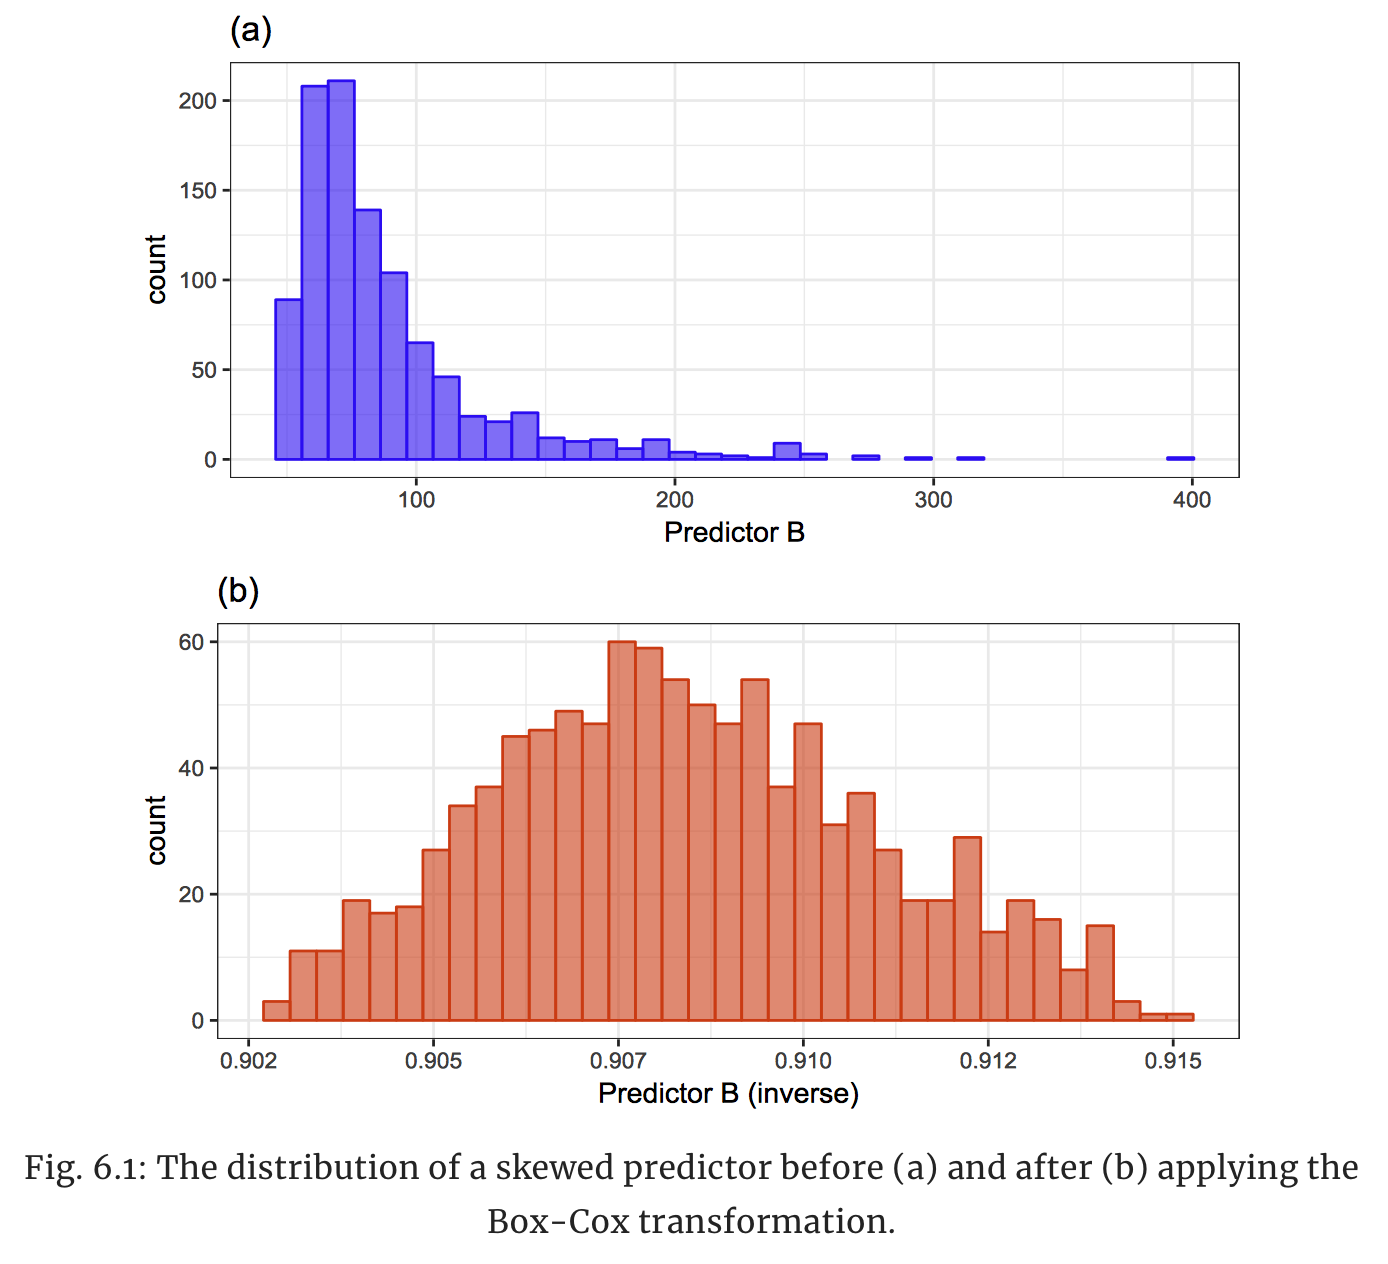 (a)
200
150
100
50
0
count
100 200 300 400
Predictor B
(b)
60
40
20
0
count
0.902 0.905 0.907 0.910 0.912 0.915
Predictor B (inverse)
Fig. 6.1: The distribution of a skewed predictor before (a) and after (b) applying the
Box-Cox transformation.